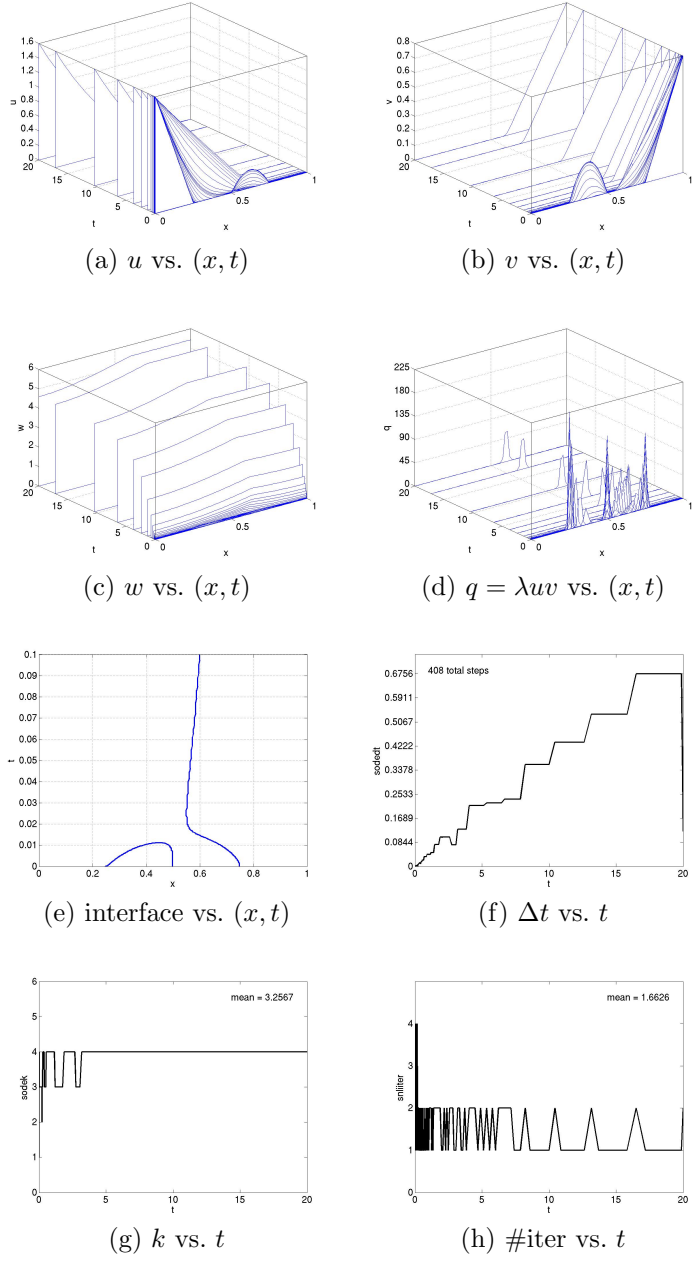 1.6
1.4
1.2
1
0.8
0.6
0.4
0.2
0
u
20
15
10
5
0
t
0
0.5
1
x
(a) u vs. (x, t)
0.8
0.7
0.6
0.5
0.4
0.3
0.2
0.1
0
v
20
15
10
5
0
t
0
0.5
1
x
(b) v vs. (x, t)
6
5
4
3
2
1
0
w
20
15
10
5
0
t
0
0.5
1
x
(c) w vs. (x, t)
225
180
135
90
45
0
q
20
15
10
5
0
t
0
0.5
1
x
(d) q = λuv vs. (x, t)
0.1
0.09
0.08
0.07
0.06
0.05
0.04
0.03
0.02
0.01
0
t
0 0.2 0.4 0.6 0.8 1
x
(e) interface vs. (x, t)
408 total steps
0.6756
0.5911
0.5067
0.4222
0.3378
0.2533
0.1689
0.0844
0
sodedt
0 5 10 15 20
t
(f) Δt vs. t
mean = 3.2567
6
5
4
3
2
1
0
sodek
0 5 10 15 20
t
(g) k vs. t
mean = 1.6626
4
3
2
1
0
snliiter
0 5 10 15 20
t
(h) #iter vs. t